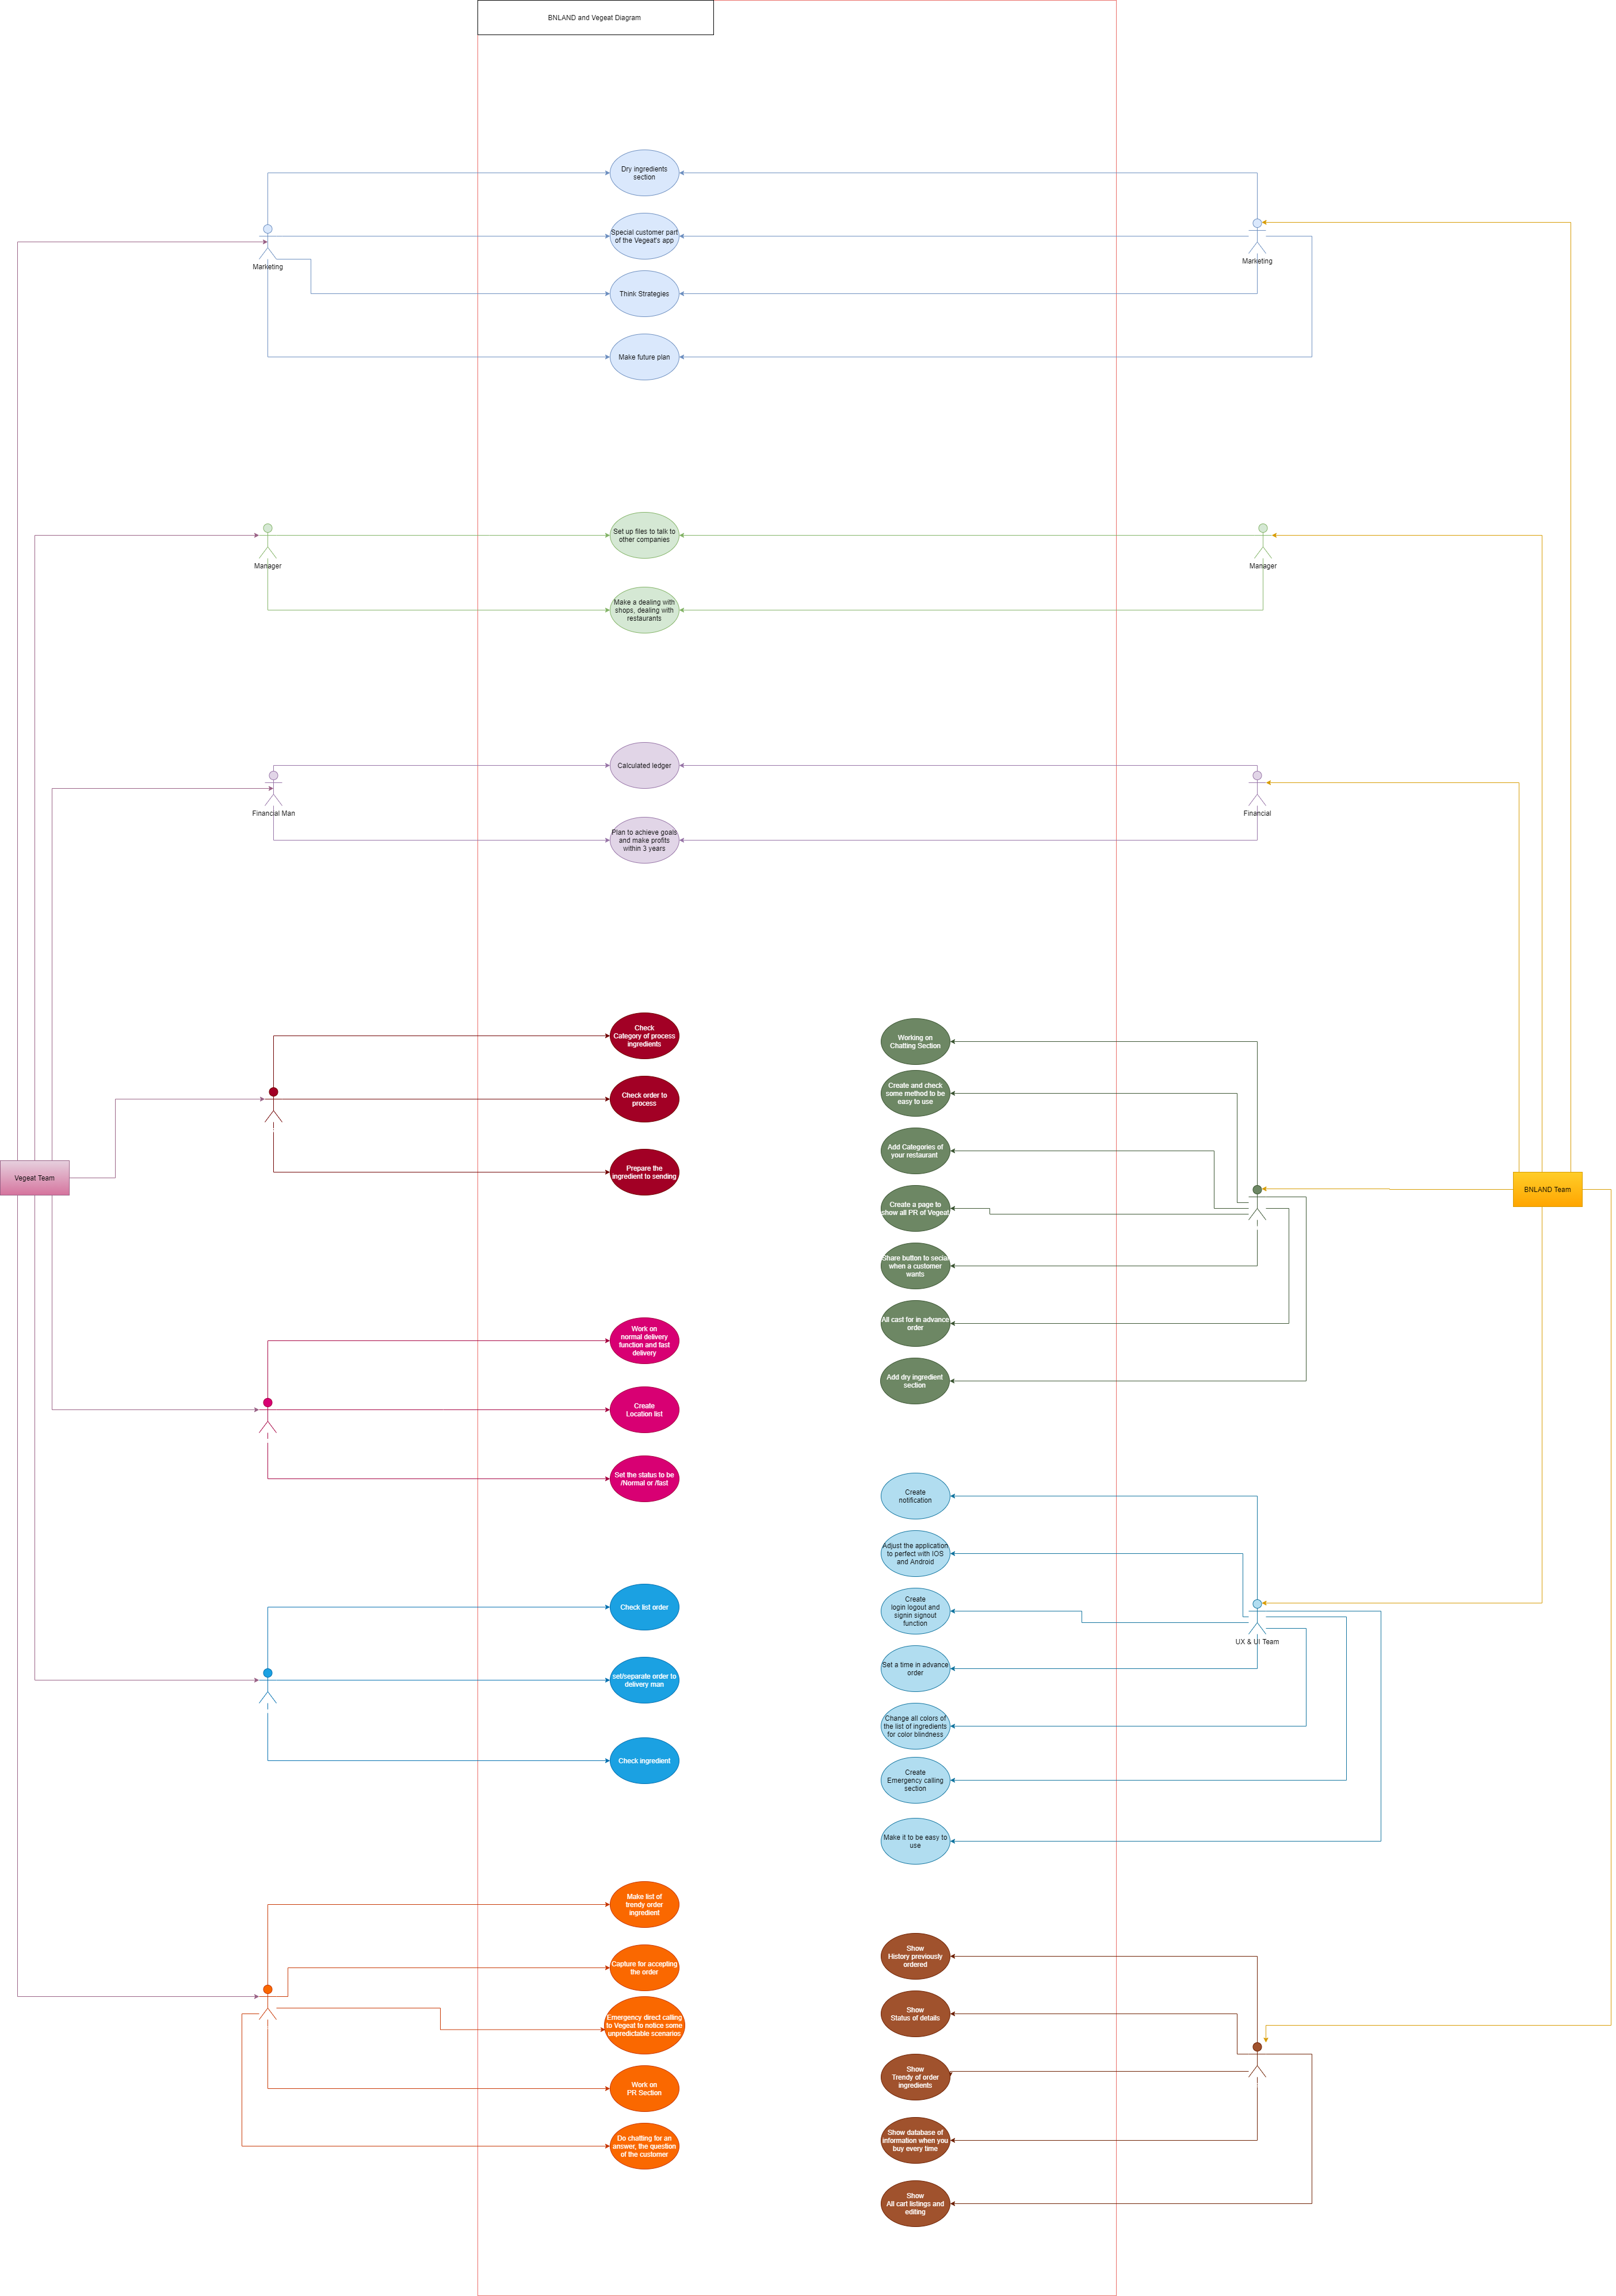 BNLAND and Vegeat Diagram
Dry ingredients
section
Special customer part
of the Vegeat's app
Marketing
Marketing
Think Strategies
Make future plan
Set up files to talk to
other companies
Manager
Manager
Make a dealing with
shops, dealing with
restaurants
Calculated ledger
Financial Man
Financial
Plan to achieve goals
and make profits
within 3 years
Check
Category of process
ingredients
Check order to
process
Prepare the
ingredient to sending
Working on
Chatting Section
Create and check
some method to be
easy to use
Add Categories of
your restaurant
Create a page to
show all PR of Vegeat
Share button to secial
when a customer
wants
All cast for in advance
order
Add dry ingredient
section
Vegeat Team
BNLAND Team
Work on
normal delivery
function and fast
delivery
Create
Location list
Set the status to be
/Normal or /fast
Create
notification
Adjust the application
to perfect with IOS
and Android
Create
login logout and
signin signout
function
UX & UI Team
Set a time in advance
order
Change all colors of
the list of ingredients
for color blindness
Create
Emergency calling
section
Make it to be easy to
use
Check list order
set/separate order to
delivery man
Check ingredient
Make list of
trendy order
ingredient
Capture for accepting
the order
Emergency direct calling
to Vegeat to notice some
unpredictable scenarios
Work on
PR Section
Do chatting for an
answer, the question
of the customer
Show
History previously
ordered
Show
Status of details
Show
Trendy of order
ingredients
Show database of
information when you
buy every time
Show
All cart listings and
editing